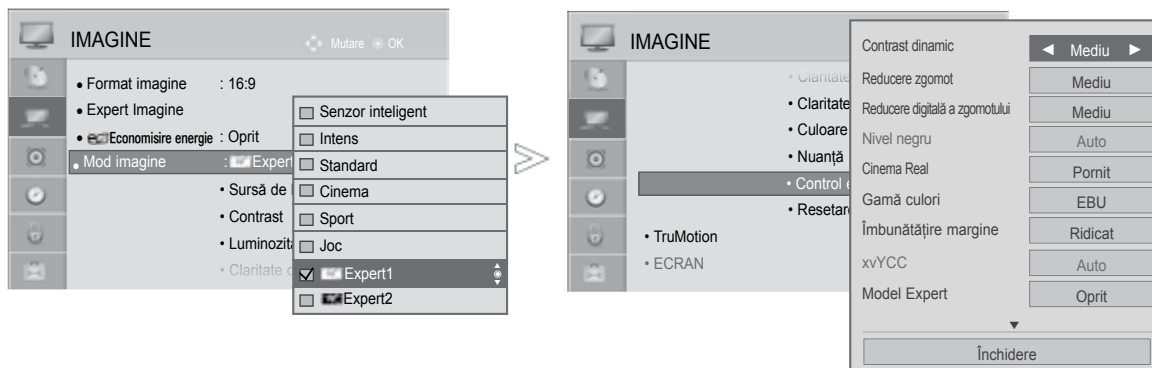 IMAGINE
Mutare OK
• Format imagine : 16:9
• Expert Imagine
• Economisire energie : Oprit
• Mod imagine : Expert
• Sursă de
• Contrast
• Luminozita
• Claritate
Senzor inteligent
Intens
Standard
Cinema
Sport
Joc
Expert1
Expert2
IMAGINE
• Claritate
• Claritate
• Culoare
• Nuanță
• Control
• Resetare
• TruMotion
• ECRAN
Contrast dinamic ◄ Mediu ►
Reducere zgomot Mediu
Reducere digitală a zgomotului Mediu
Nivel negru Auto
Cinema Real Pornit
Gamă culori EBU
Îmbunătățire margine Ridicat
xvYCC Auto
Model Expert Oprit
▼
Închidere